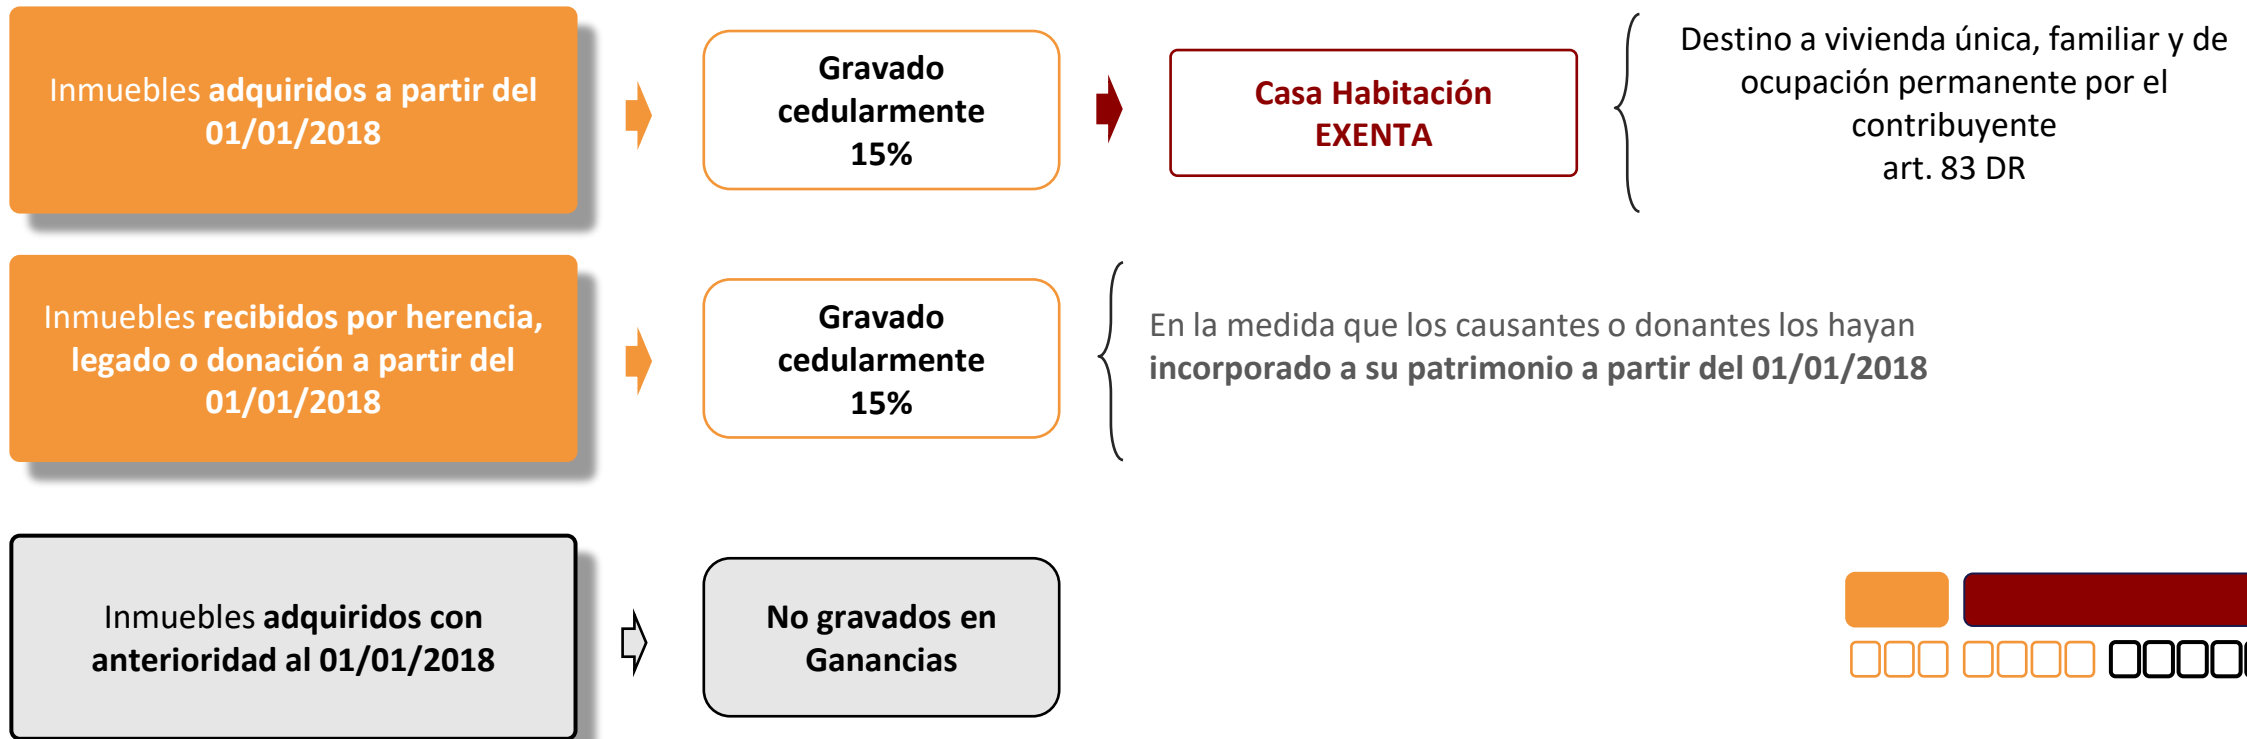 Inmuebles adquiridos a partir del
01/01/2018
Gravado
cedularmente
15%
Casa Habitación
EXENTA
Destino a vivienda única, familiar y de
ocupación permanente por el
contribuyente
art. 83 DR
Inmuebles recibidos por herencia,
legado o donación a partir del
01/01/2018
Gravado
cedularmente
15%
En la medida que los causantes o donantes los hayan
incorporado a su patrimonio a partir del 01/01/2018
Inmuebles adquiridos con
anterioridad al 01/01/2018
No gravados en
Ganancias